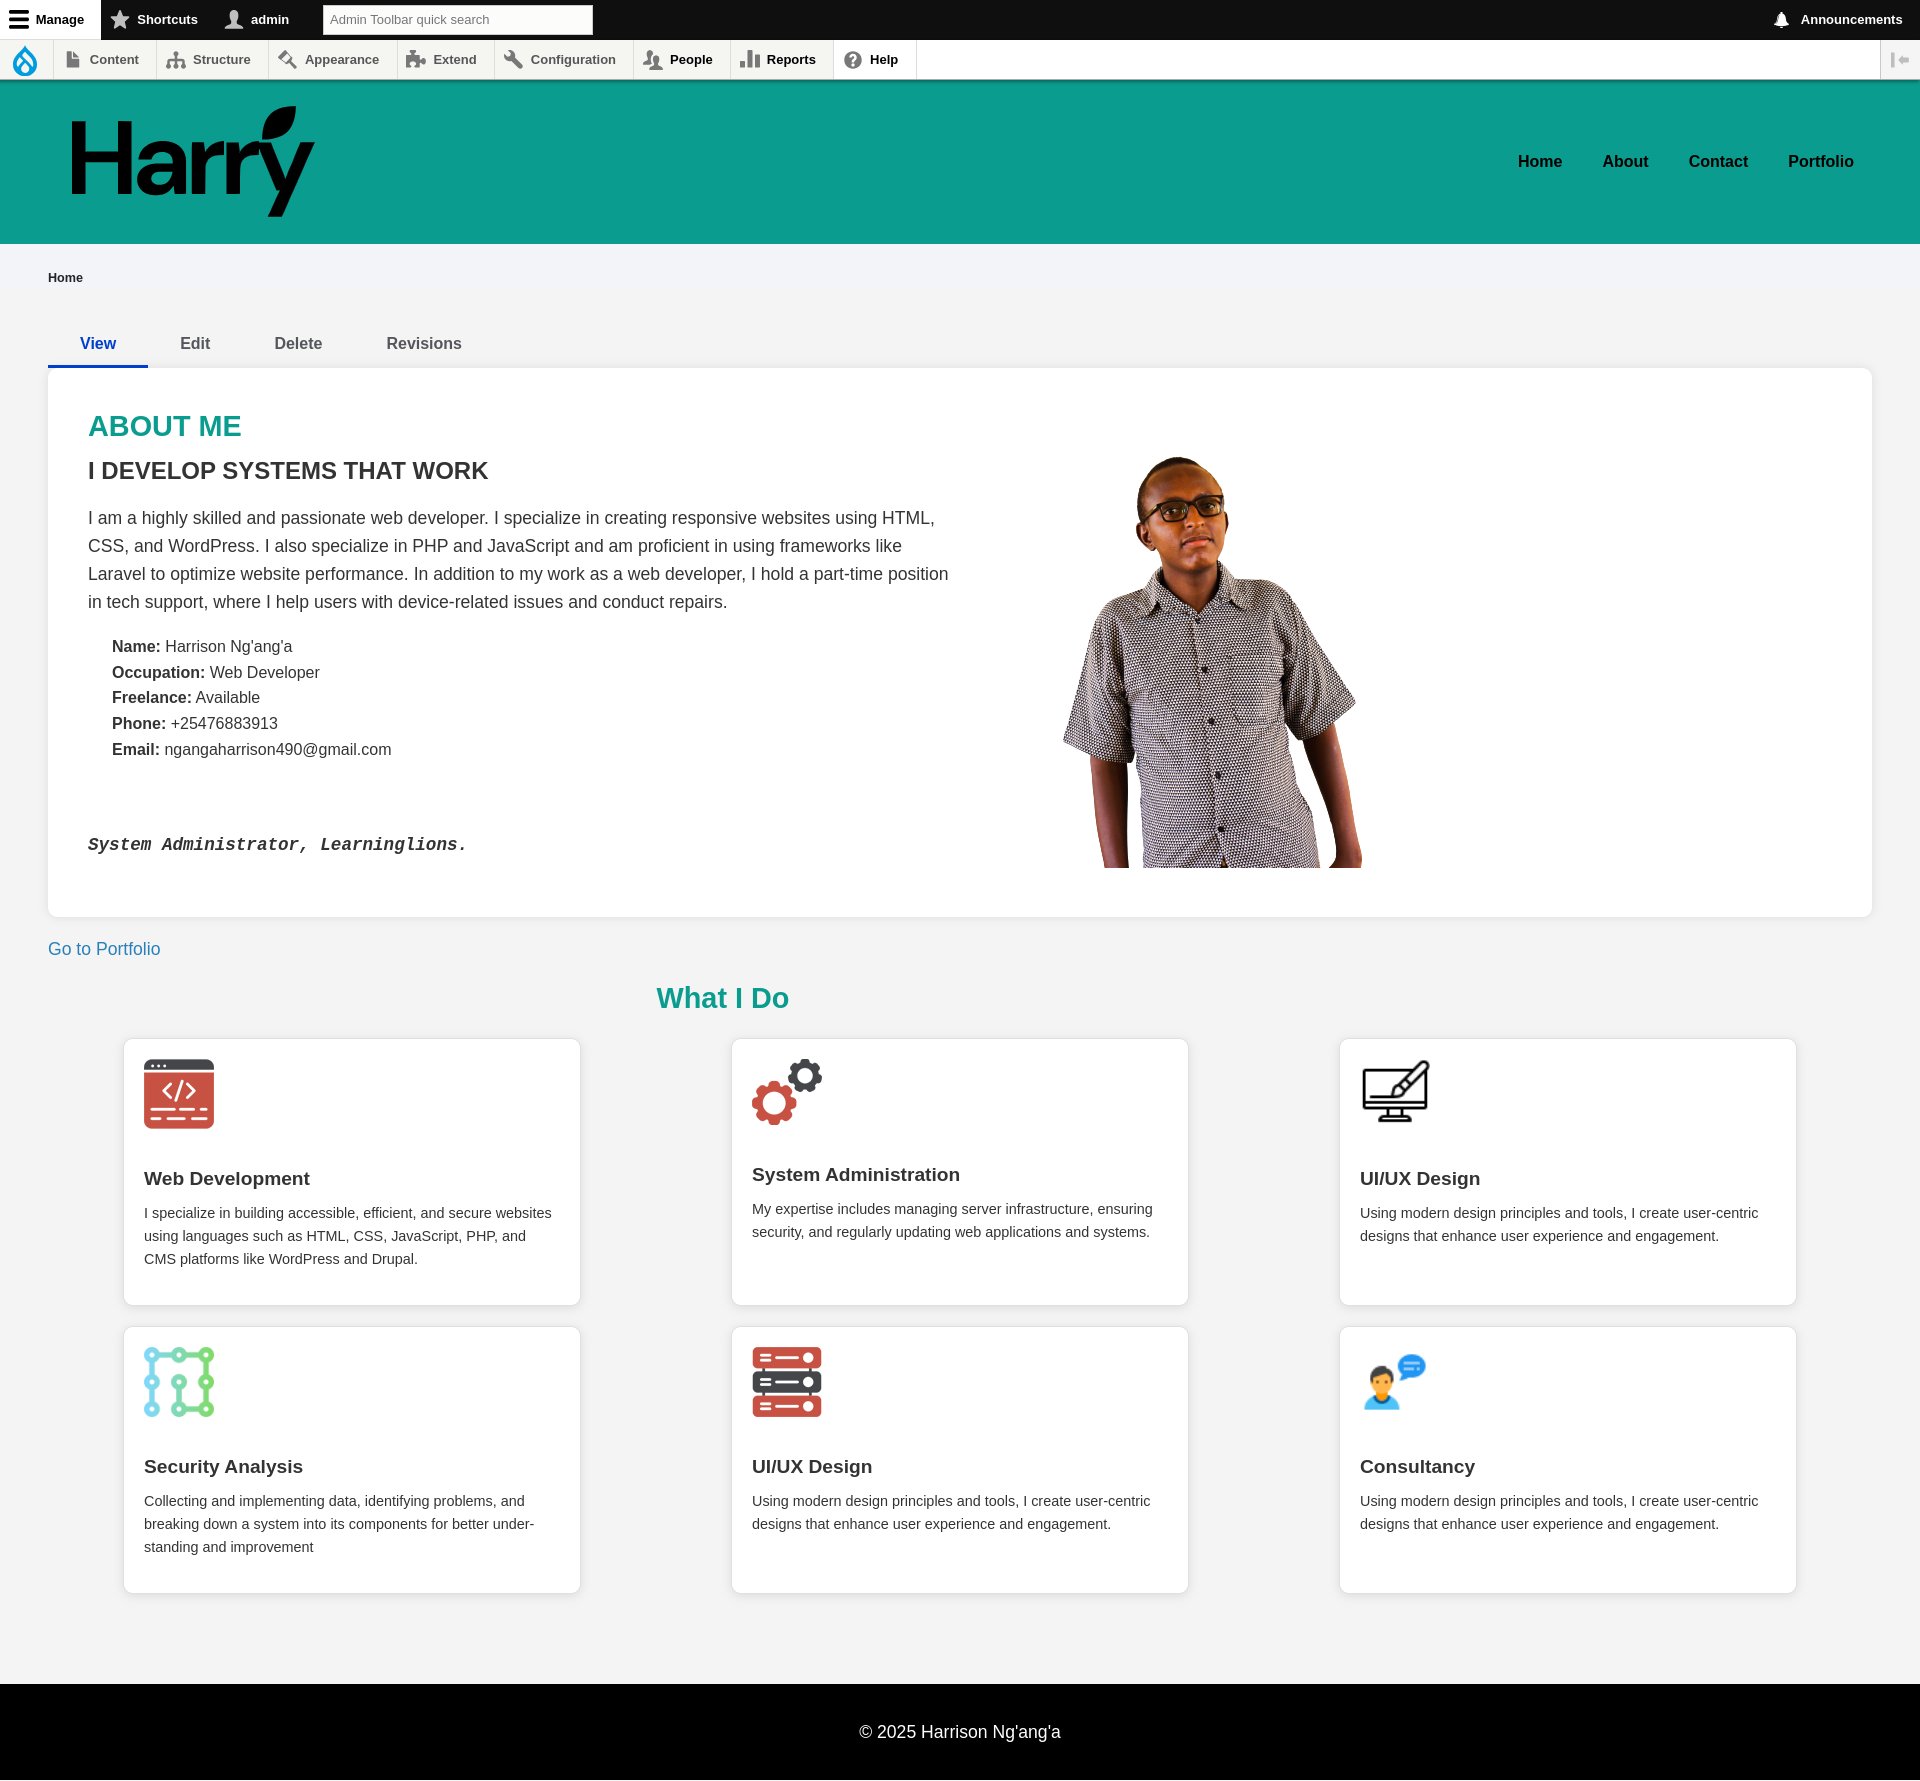 Manage
Shortcuts
admin
Admin Toolbar quick search
Announcements
Content
Structure
Appearance
Extend
Configuration
People
Reports
Help
Harry
Home
About
Contact
Portfolio
Home
View
Edit
Delete
Revisions
ABOUT ME
I DEVELOP SYSTEMS THAT WORK
I am a highly skilled and passionate web developer. I specialize in creating responsive websites using HTML,
CSS, and WordPress. I also specialize in PHP and JavaScript and am proficient in using frameworks like
Laravel to optimize website performance. In addition to my work as a web developer, I hold a part-time position
in tech support, where I help users with device-related issues and conduct repairs.
Name: Harrison Ng'ang'a
Occupation: Web Developer
Freelance: Available
Phone: +25476883913
Email: ngangaharrison490@gmail.com
System Administrator, Learninglions.
Go to Portfolio
What I Do
Web Development
I specialize in building accessible, efficient, and secure websites
using languages such as HTML, CSS, JavaScript, PHP, and
CMS platforms like WordPress and Drupal.
System Administration
My expertise includes managing server infrastructure, ensuring
security, and regularly updating web applications and systems.
UI/UX Design
Using modern design principles and tools, I create user-centric
designs that enhance user experience and engagement.
Security Analysis
Collecting and implementing data, identifying problems, and
breaking down a system into its components for better under-
standing and improvement
UI/UX Design
Using modern design principles and tools, I create user-centric
designs that enhance user experience and engagement.
Consultancy
Using modern design principles and tools, I create user-centric
designs that enhance user experience and engagement.
© 2025 Harrison Ng'ang'a